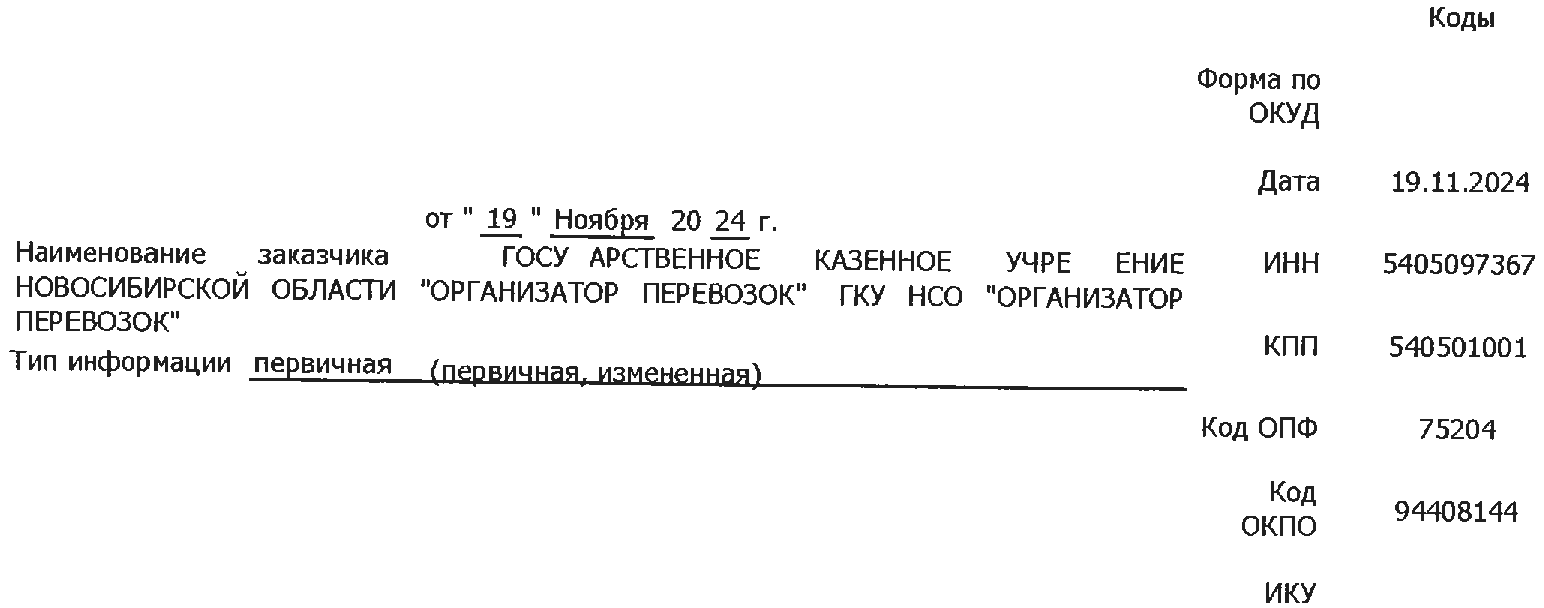 Коды
Форма по
ОКУД
Дата 19.11.2024
от " 19 " Ноября 20 24 г.
Наименование заказчика ГОСУ АРСТВЕННОЕ КАЗЕННОЕ УЧРЕ ЕНИЕ ИНН 5405097367
НОВОСИБИРСКОЙ ОБЛАСТИ "ОРГАНИЗАТОР ПЕРЕВОЗОК" ГКУ НСО "ОРГАНИЗАТОР
ПЕРЕВОЗОК"
КПП 540501001
Тип информации первичная (первичная, измененная)
Код ОПФ 75204
Код
ОКПО 94408144
ИКУ